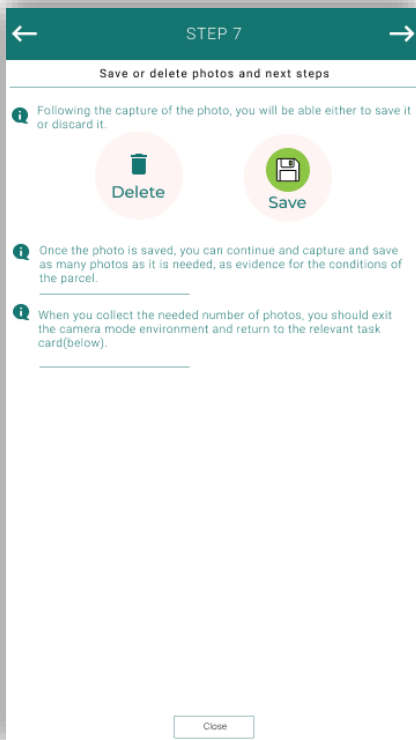 STEP 7
Save or delete photos and next steps
Following the capture of the photo, you will be able either to save it
or discard it.
Delete
Save
Once the photo is saved, you can continue and capture and save
as many photos as it is needed, as evidence for the conditions of
the parcel.
When you collect the needed number of photos, you should exit
the camera mode environment and return to the relevant task
card(below).
Close